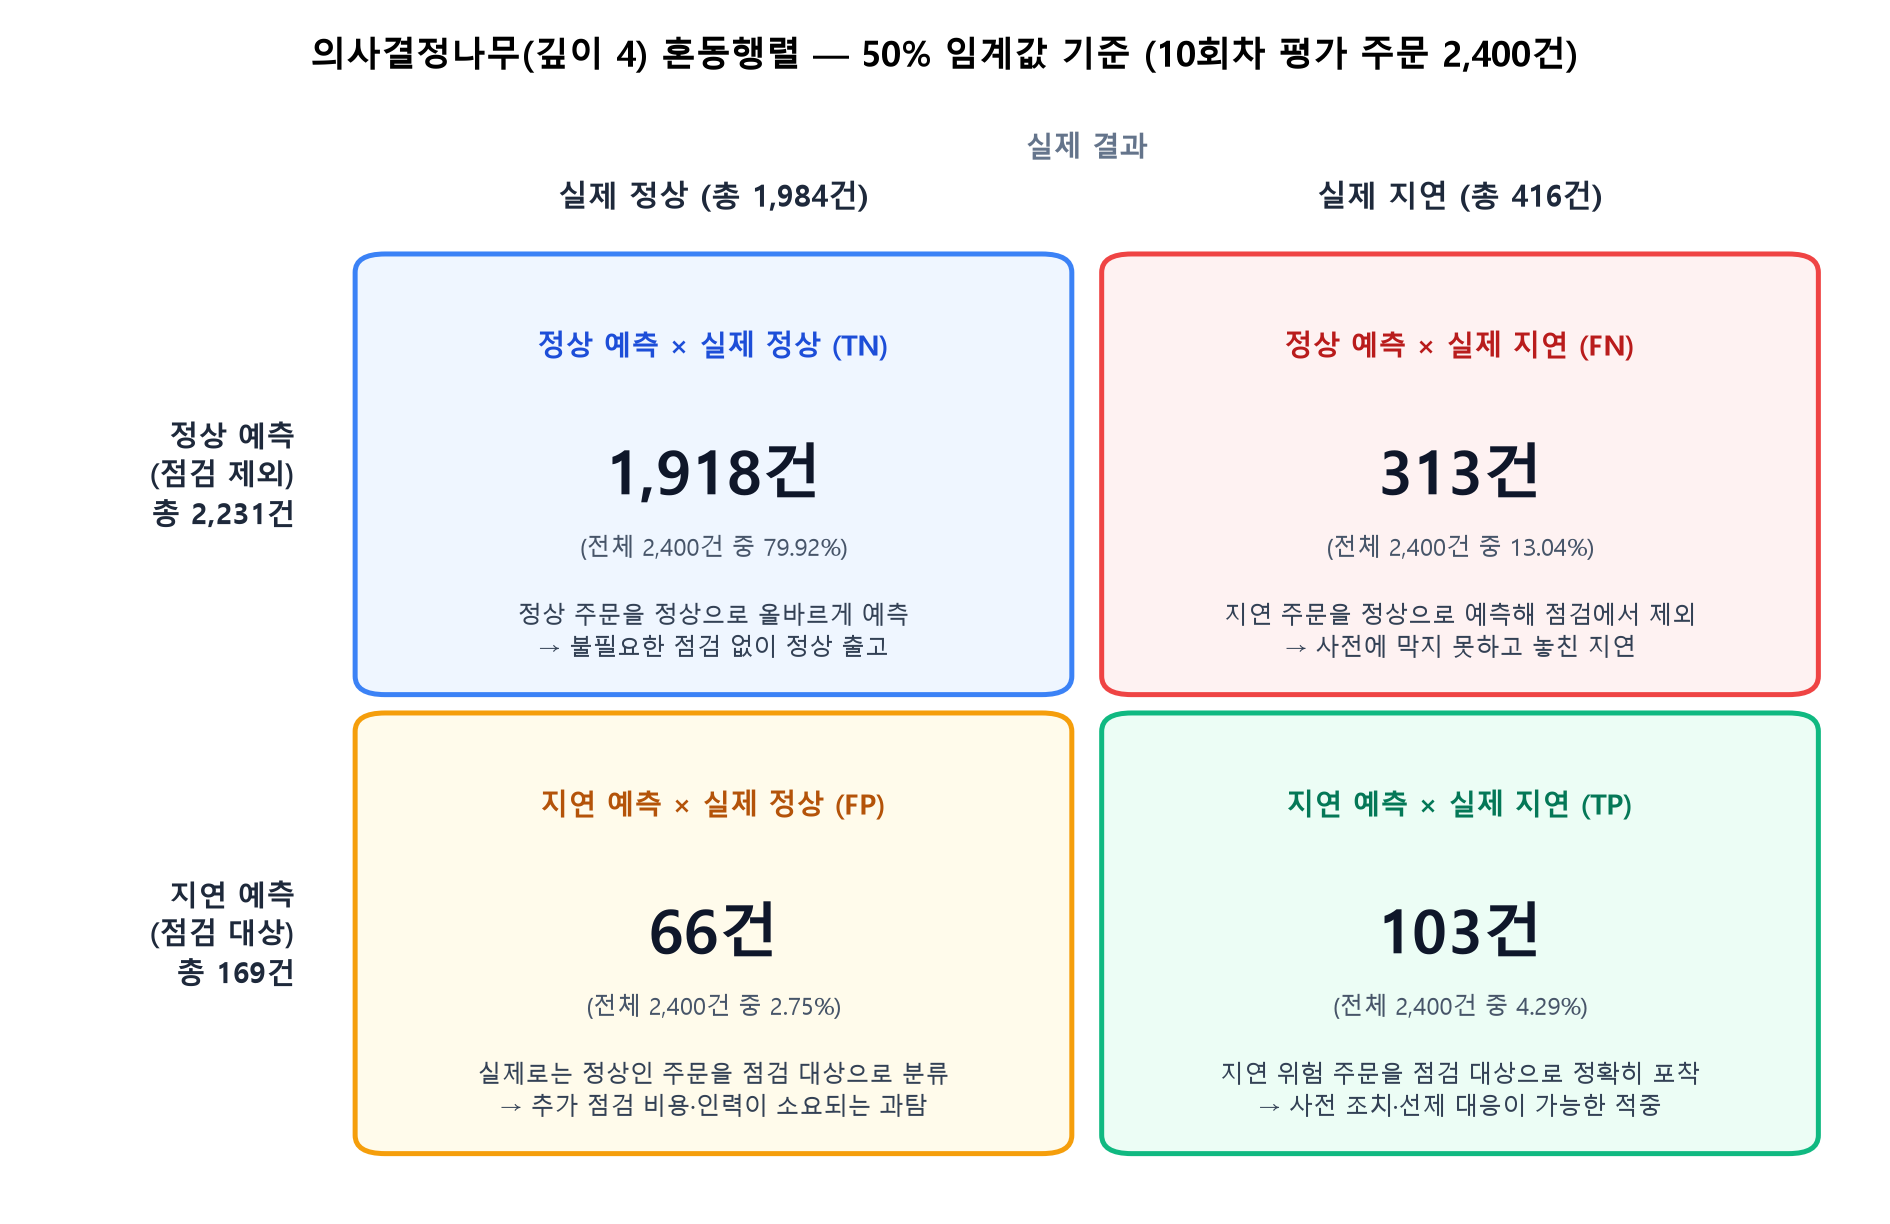 의사결정나무(깊이 4) 혼동행렬 — 50% 임계값 기준 (10회차 평가 주문 2,400건)
실제 결과
실제 정상 (총 1,984건)
실제 지연 (총 416건)
정상 예측
(점검 제외)
총 2,231건
정상 예측 × 실제 정상 (TN)
1,918건
(전체 2,400건 중 79.92%)
정상 주문을 정상으로 올바르게 예측
→ 불필요한 점검 없이 정상 출고
정상 예측 × 실제 지연 (FN)
313건
(전체 2,400건 중 13.04%)
지연 주문을 정상으로 예측해 점검에서 제외
→ 사전에 막지 못하고 놓친 지연
지연 예측
(점검 대상)
총 169건
지연 예측 × 실제 정상 (FP)
66건
(전체 2,400건 중 2.75%)
실제로는 정상인 주문을 점검 대상으로 분류
→ 추가 점검 비용·인력이 소요되는 과탐
지연 예측 × 실제 지연 (TP)
103건
(전체 2,400건 중 4.29%)
지연 위험 주문을 점검 대상으로 정확히 포착
→ 사전 조치·선제 대응이 가능한 적중